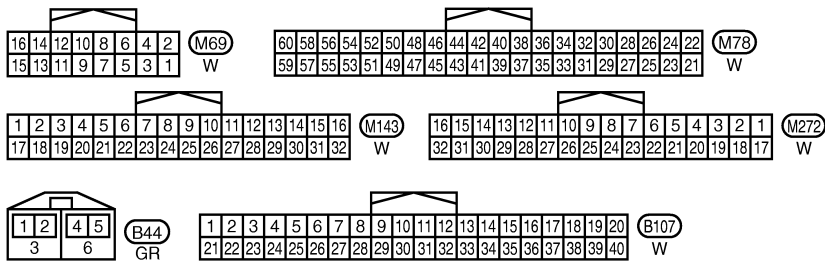 16 14 12 10 8 6 4 2 M69
15 13 11 9 7 5 3 1 W
60 58 56 54 52 50 48 46 44 42 40 38 36 34 32 30 28 26 24 22 M78
59 57 55 53 51 49 47 45 43 41 39 37 35 33 31 29 27 25 23 21 W
1 2 3 4 5 6 7 8 9 10 11 12 13 14 15 16 M143
17 18 19 20 21 22 23 24 25 26 27 28 29 30 31 32 W
16 15 14 13 12 11 10 9 8 7 6 5 4 3 2 1 M272
32 31 30 29 28 27 26 25 24 23 22 21 20 19 18 17 W
1 2 4 5 B44
3 6 GR
1 2 3 4 5 6 7 8 9 10 11 12 13 14 15 16 17 18 19 20 B107
21 22 23 24 25 26 27 28 29 30 31 32 33 34 35 36 37 38 39 40 W